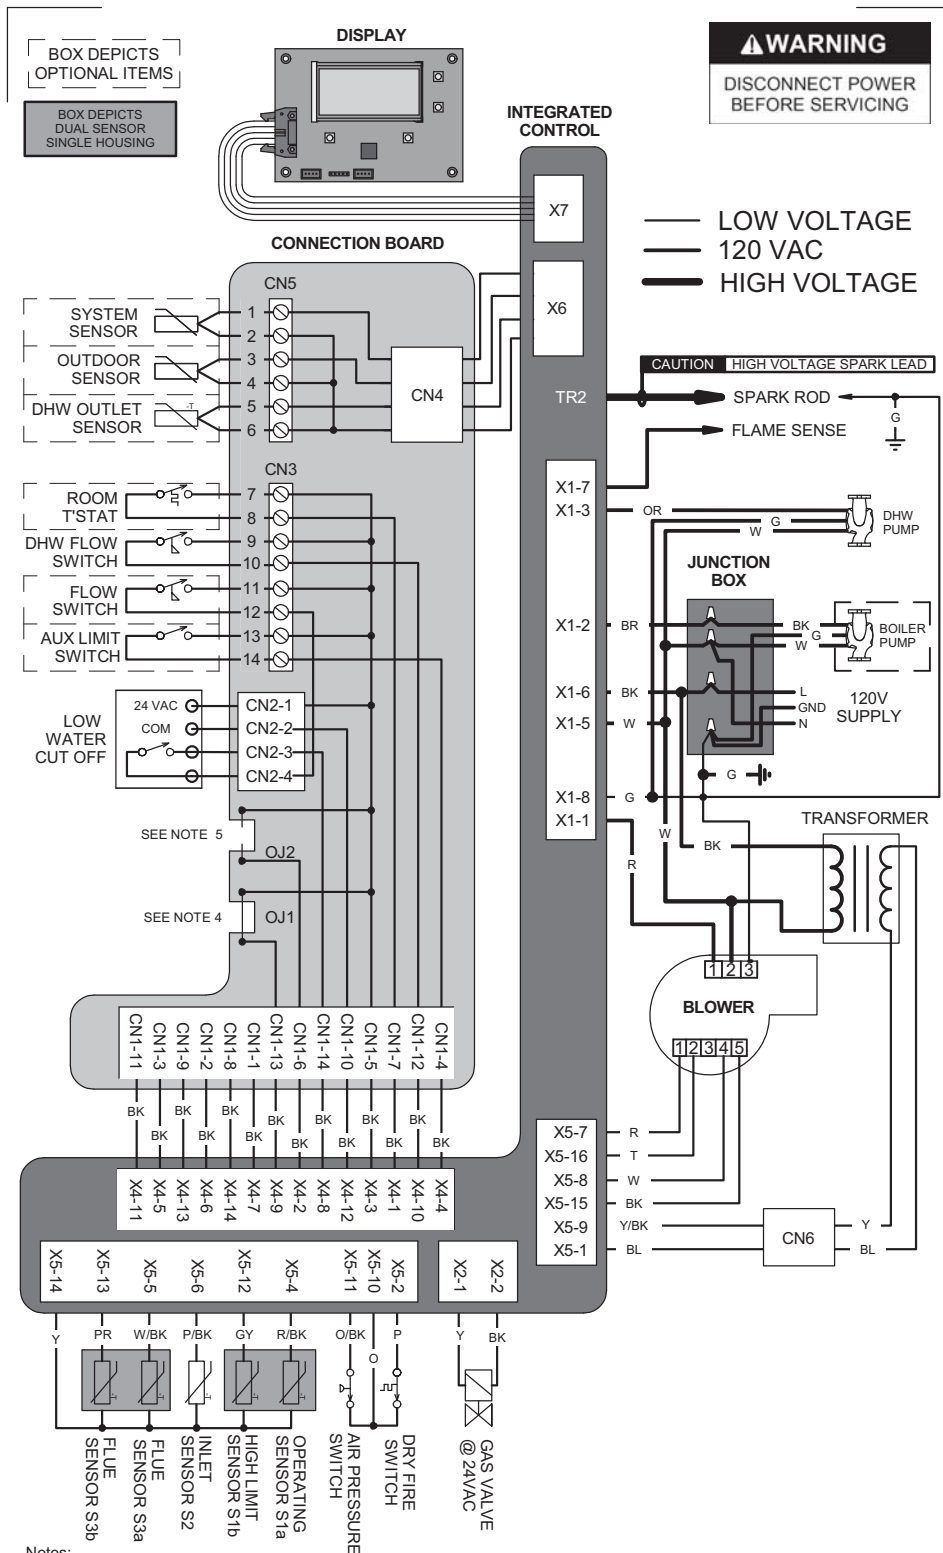 DISPLAY
BOX DEPICTS
OPTIONAL ITEMS
BOX DEPICTS
DUAL SENSOR
SINGLE HOUSING
WARNING
DISCONNECT POWER
BEFORE SERVICING
INTEGRATED
CONTROL
X7
LOW VOLTAGE
120 VAC
HIGH VOLTAGE
CONNECTION BOARD
CN5
X6
SYSTEM
SENSOR
1
2
OUTDOOR
SENSOR
3
4
DHW OUTLET
SENSOR
-T
5
6
CN4
CAUTION HIGH VOLTAGE SPARK LEAD
TR2
SPARK ROD
G
FLAME SENSE
CN3
ROOM
T'STAT
7
8
DHW FLOW
SWITCH
9
10
FLOW
SWITCH
11
12
AUX LIMIT
SWITCH
13
14
X1-7
X1-3
OR
G
W
DHW
PUMP
JUNCTION
BOX
X1-2
BR
BK
G
W
BOILER
PUMP
X1-6
BK
L
GND
N
120V
SUPPLY
X1-5
W
G
X1-8
G
X1-1
R
W
BK
TRANSFORMER
LOW
WATER
CUT OFF
24 VAC
COM
CN2-1
CN2-2
CN2-3
CN2-4
SEE NOTE 5
OJ2
SEE NOTE 4
OJ1
1 2 3
BLOWER
1 2 3 4 5
CN1-11
CN1-3
CN1-9
CN1-2
CN1-8
CN1-1
CN1-13
CN1-6
CN1-14
CN1-10
CN1-5
CN1-7
CN1-12
CN1-4
BK BK BK BK BK BK BK BK BK BK BK BK BK BK
X4-11
X4-5
X4-13
X4-6
X4-14
X4-7
X4-9
X4-2
X4-8
X4-12
X4-3
X4-1
X4-10
X4-4
X5-7
R
X5-16
T
X5-8
W
X5-15
BK
X5-9
Y/BK
X5-1
BL
CN6
Y
BL
X5-14
X5-13
X5-5
X5-6
X5-12
X5-4
X5-11
X5-10
X5-2
X2-1
X2-2
Y
PR
W/BK
P/BK
GY
R/BK
O/BK
O
P
Y
BK
-T
-T
-T
-T
-T
FLUE
SENSOR S3b
FLUE
SENSOR S3a
INLET
SENSOR S2
HIGH LIMIT
SENSOR S1b
OPERATING
SENSOR S1a
AIR PRESSURE
SWITCH
DRY FIRE
SWITCH
GAS VALVE
@ 24VAC
Notes: